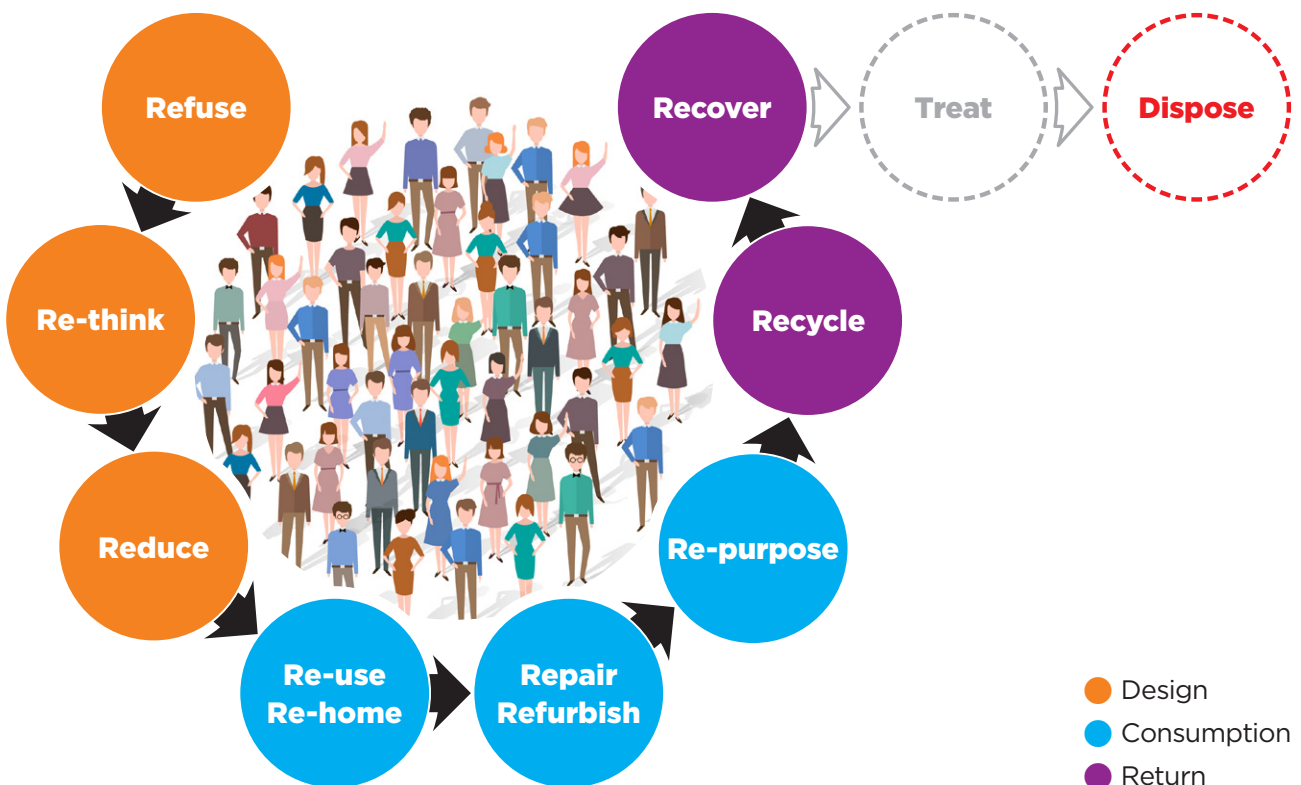 Refuse
Re-think
Reduce
Re-use
Re-home
Repair
Refurbish
Re-purpose
Recycle
Recover
Treat
Dispose
Design
Consumption
Return